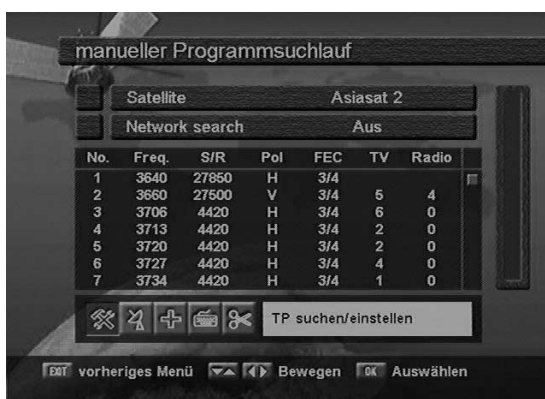 manueller Programmsuchlauf
Satellite Asiasat 2
Network search Aus
No. Freq. S/R Pol FEC TV Radio
1 3640 27850 H 3/4
2 3660 27500 V 3/4 5 4
3 3706 4420 H 3/4 6 0
4 3713 4420 H 3/4 2 0
5 3720 4420 H 3/4 2 0
6 3727 4420 H 3/4 4 0
7 3734 4420 H 3/4 1 0
TP suchen/einstellen
EXIT vorheriges Menü Bewegen OK Auswählen